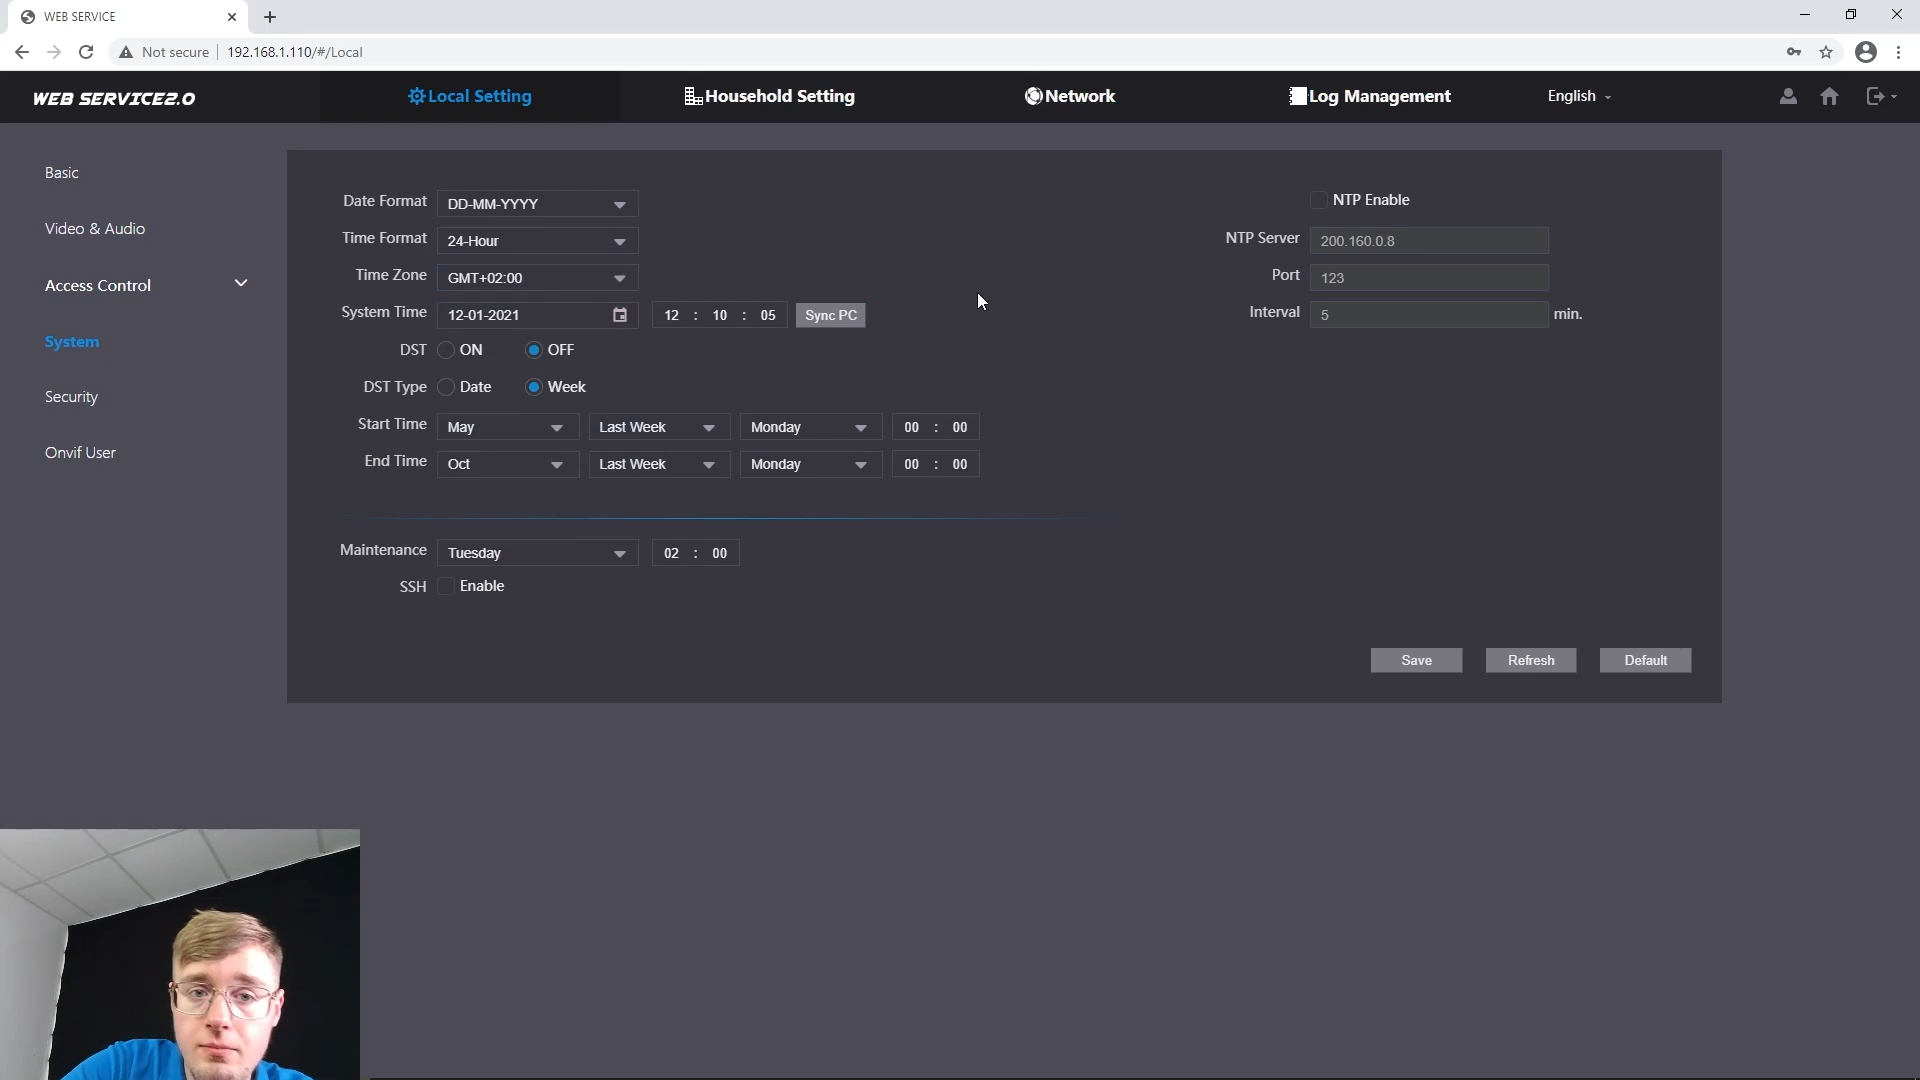 WEB SERVICE
Not secure 192.168.1.110/#/Local
WEB SERVICE2.0 Local Setting Household Setting Network Log Management English
Basic
Video & Audio
Access Control
System
Security
Onvif User
Date Format DD-MM-YYYY
Time Format 24-Hour
Time Zone GMT+02:00
System Time 12-01-2021 12 : 10 : 05 Sync PC
DST ON OFF
DST Type Date Week
Start Time May Last Week Monday 00 : 00
End Time Oct Last Week Monday 00 : 00
Maintenance Tuesday 02 : 00
SSH Enable
NTP Enable
NTP Server 200.160.0.8
Port 123
Interval 5 min.
Save Refresh Default